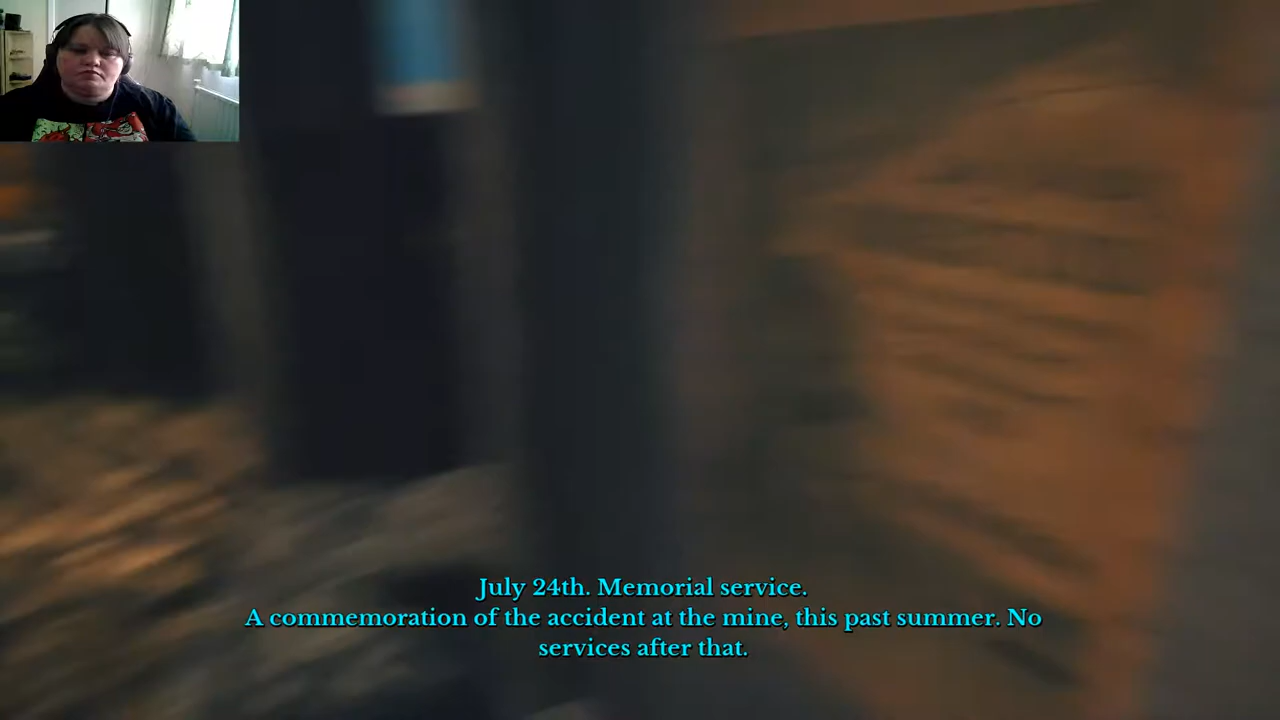 July 24th. Memorial service.
A commemoration of the accident at the mine, this past summer. No
services after that.